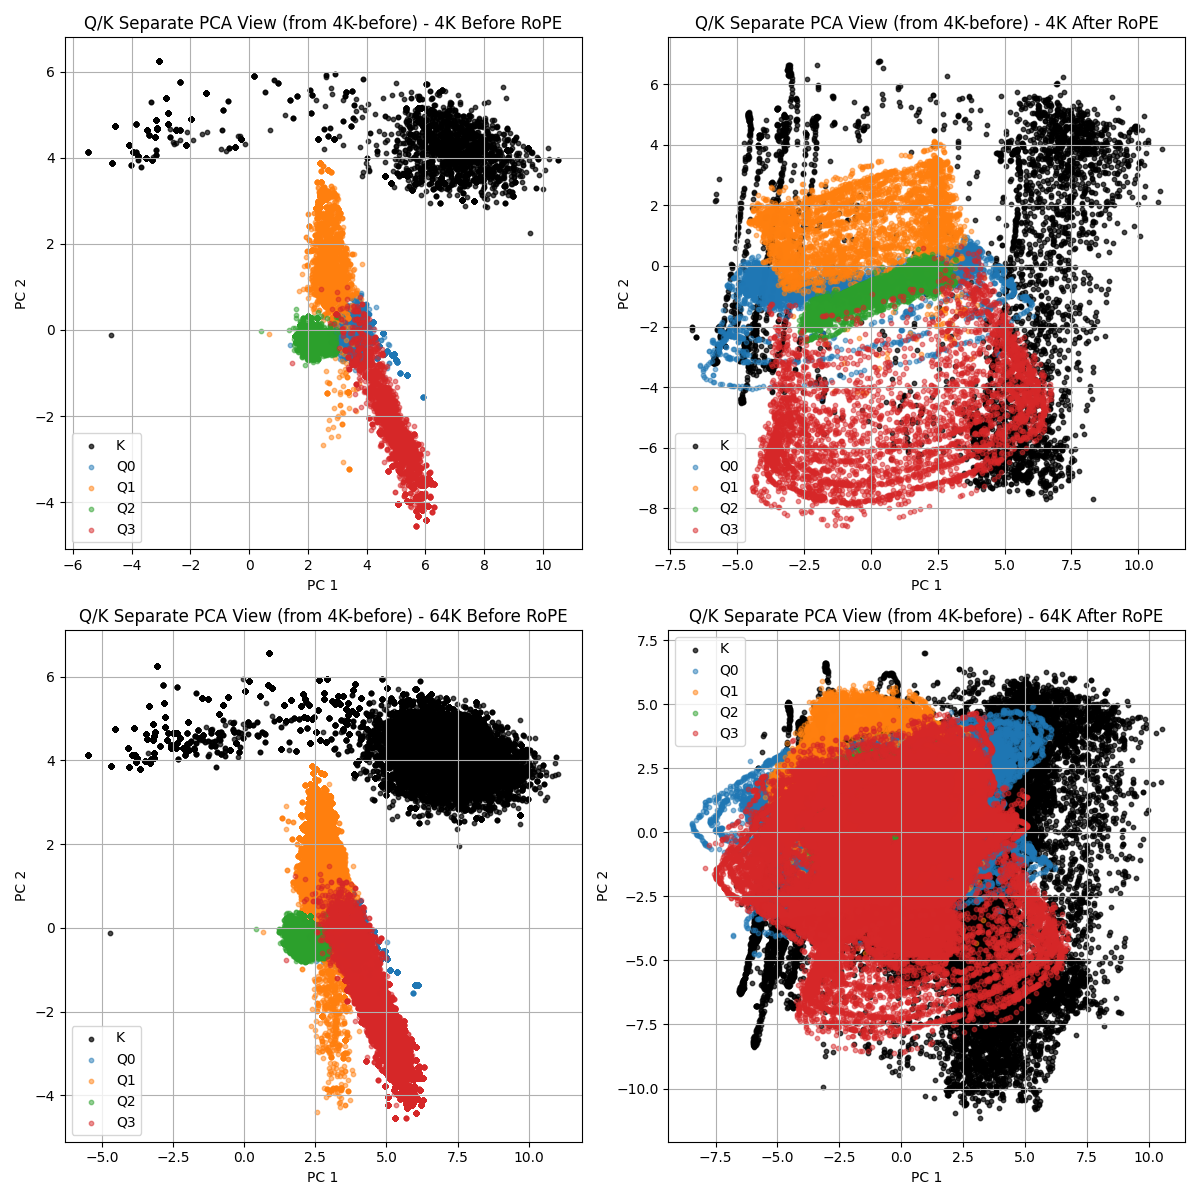 Q/K Separate PCA View (from 4K-before) - 4K Before RoPE
6
4
2
0
−2
−4
PC 2
K
Q0
Q1
Q2
Q3
−6
−4
−2
0
2
4
6
8
10
PC 1
Q/K Separate PCA View (from 4K-before) - 4K After RoPE
6
4
2
0
−2
−4
−6
−8
PC 2
K
Q0
Q1
Q2
Q3
−7.5
−5.0
−2.5
0.0
2.5
5.0
7.5
10.0
PC 1
Q/K Separate PCA View (from 4K-before) - 64K Before RoPE
6
4
2
0
−2
−4
PC 2
K
Q0
Q1
Q2
Q3
−5.0
−2.5
0.0
2.5
5.0
7.5
10.0
PC 1
Q/K Separate PCA View (from 4K-before) - 64K After RoPE
7.5
5.0
2.5
0.0
−2.5
−5.0
−7.5
−10.0
PC 2
K
Q0
Q1
Q2
Q3
−7.5
−5.0
−2.5
0.0
2.5
5.0
7.5
10.0
PC 1